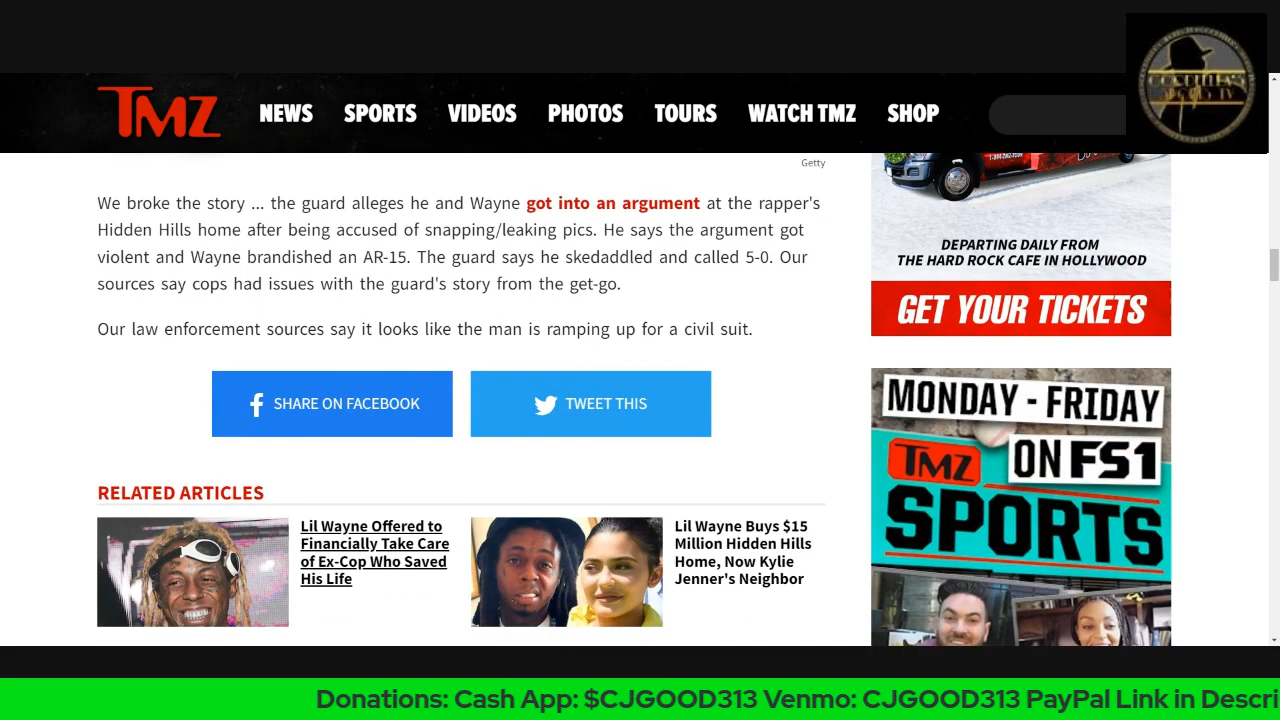 TMZ
NEWS SPORTS VIDEOS PHOTOS TOURS WATCH TMZ SHOP
Getty
We broke the story ... the guard alleges he and Wayne got into an argument at the rapper's
Hidden Hills home after being accused of snapping/leaking pics. He says the argument got
violent and Wayne brandished an AR-15. The guard says he skedaddled and called 5-0. Our
sources say cops had issues with the guard's story from the get-go.
Our law enforcement sources say it looks like the man is ramping up for a civil suit.
SHARE ON FACEBOOK
TWEET THIS
RELATED ARTICLES
Lil Wayne Offered to
Financially Take Care
of Ex-Cop Who Saved
His Life
Lil Wayne Buys $15
Million Hidden Hills
Home, Now Kylie
Jenner's Neighbor
DEPARTING DAILY FROM
THE HARD ROCK CAFE IN HOLLYWOOD
GET YOUR TICKETS
MONDAY - FRIDAY
TMZ ON FS1
SPORTS
Donations: Cash App: $CJGOOD313 Venmo: CJGOOD313 PayPal Link in Descri